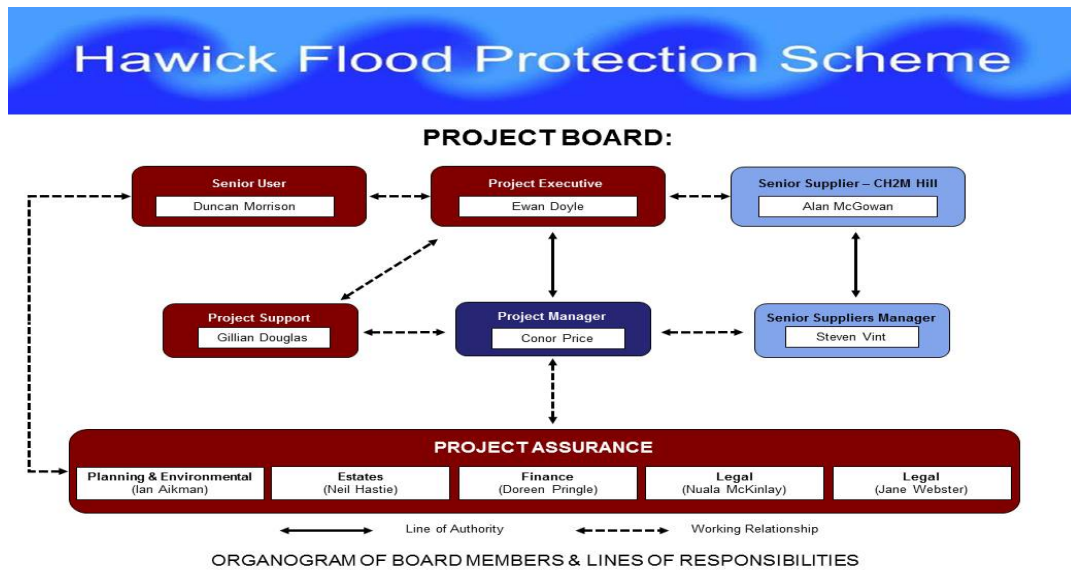 Hawick Flood Protection Scheme
PROJECT BOARD:
Senior User
Duncan Morrison
Project Executive
Ewan Doyle
Senior Supplier – CH2M Hill
Alan McGowan
Project Support
Gillian Douglas
Project Manager
Conor Price
Senior Suppliers Manager
Steven Vint
PROJECT ASSURANCE
Planning & Environmental
(Ian Aikman)
Estates
(Neil Hastie)
Finance
(Doreen Pringle)
Legal
(Nuala McKinlay)
Legal
(Jane Webster)
Line of Authority
Working Relationship
ORGANOGRAM OF BOARD MEMBERS & LINES OF RESPONSIBILITIES